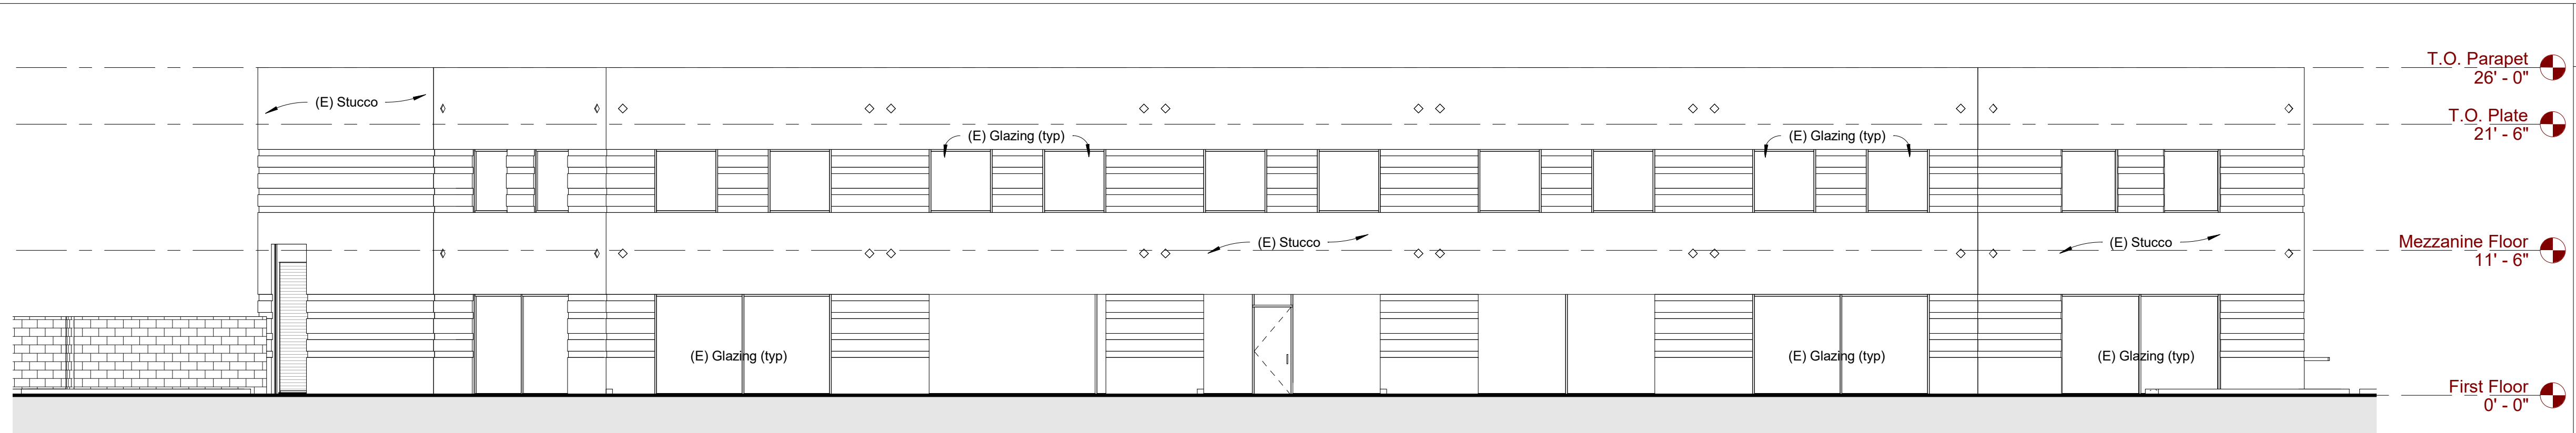 T.O. Parapet
26' - 0"
(E) Stucco
T.O. Plate
21' - 6"
(E) Glazing (typ)
(E) Glazing (typ)
(E) Stucco
(E) Stucco
Mezzanine Floor
11' - 6"
(E) Glazing (typ)
(E) Glazing (typ)
(E) Glazing (typ)
First Floor
0' - 0"